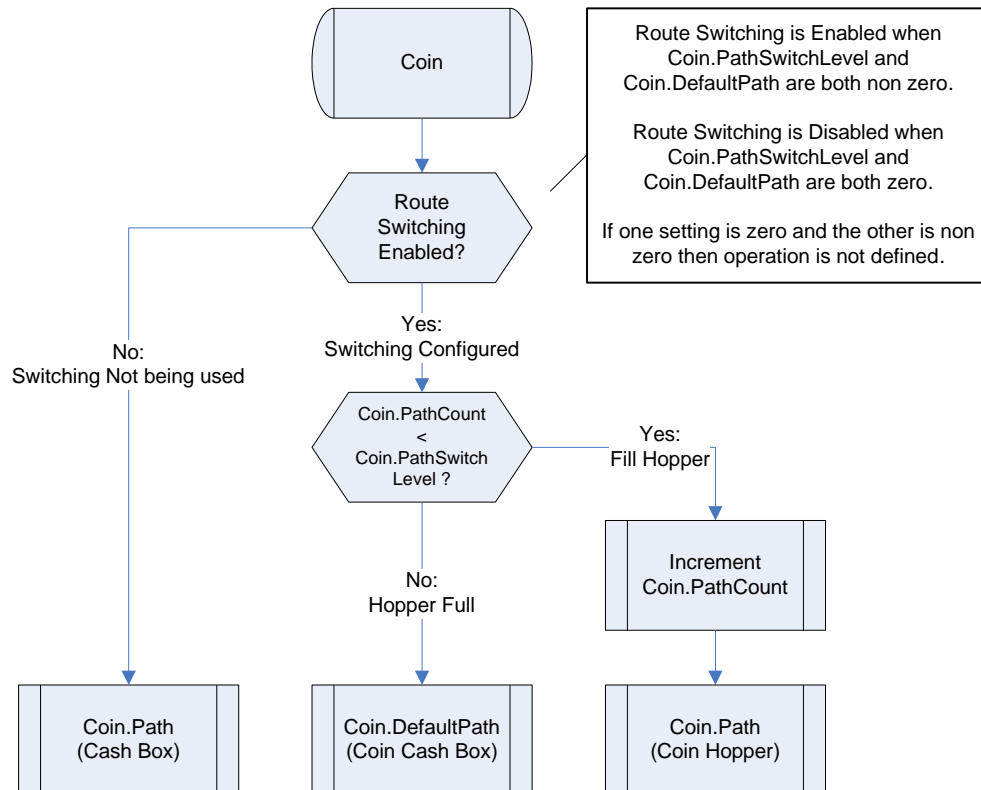 Coin
Route Switching is Enabled when
Coin.PathSwitchLevel and
Coin.DefaultPath are both non zero.
Route Switching is Disabled when
Coin.PathSwitchLevel and
Coin.DefaultPath are both zero.
If one setting is zero and the other is non
zero then operation is not defined.
Route
Switching
Enabled?
No:
Switching Not being used
Yes:
Switching Configured
Coin.PathCount
<
Coin.PathSwitch
Level ?
Yes:
Fill Hopper
No:
Hopper Full
Increment
Coin.PathCount
Coin.Path
(Cash Box)
Coin.DefaultPath
(Coin Cash Box)
Coin.Path
(Coin Hopper)